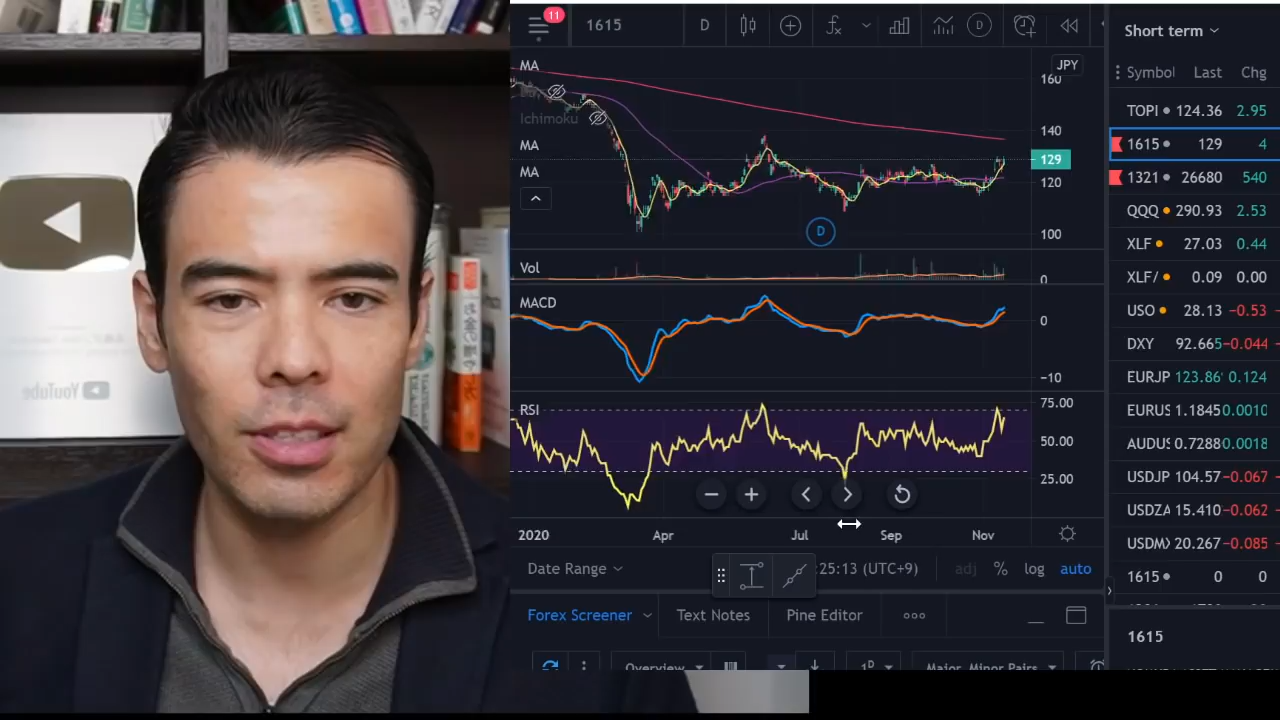 11
1615
D
D
MA
JPY
160
Ichimoku
140
MA
129
MA
120
D
100
Vol
0
MACD
0
−10
RSI
75.00
50.00
25.00
2020 Apr Jul Sep Nov
Date Range
:25:13 (UTC+9)
adj % log auto
Forex Screener Text Notes Pine Editor
Overview 1D Major, Minor Pairs
Short term
Symbol Last Chg
TOPI 124.36 2.95
1615 129 4
1321 26680 540
QQQ 290.93 2.53
XLF 27.03 0.44
XLF/ 0.09 0.00
USO 28.13 −0.53
DXY 92.665 −0.044
EURJP 123.86 0.124
EURUS 1.1845 0.0010
AUDUS 0.7288 0.0018
USDJP 104.57 −0.067
USDZA 15.410 −0.062
USDMX 20.267 −0.085
1615 0 0
1615
YouTube